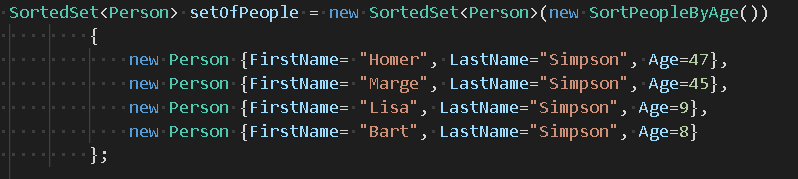 SortedSet<Person> setOfPeople = new SortedSet<Person>(new SortPeopleByAge())
{
new Person {FirstName= "Homer", LastName="Simpson", Age=47},
new Person {FirstName= "Marge", LastName="Simpson", Age=45},
new Person {FirstName= "Lisa", LastName="Simpson", Age=9},
new Person {FirstName= "Bart", LastName="Simpson", Age=8}
};